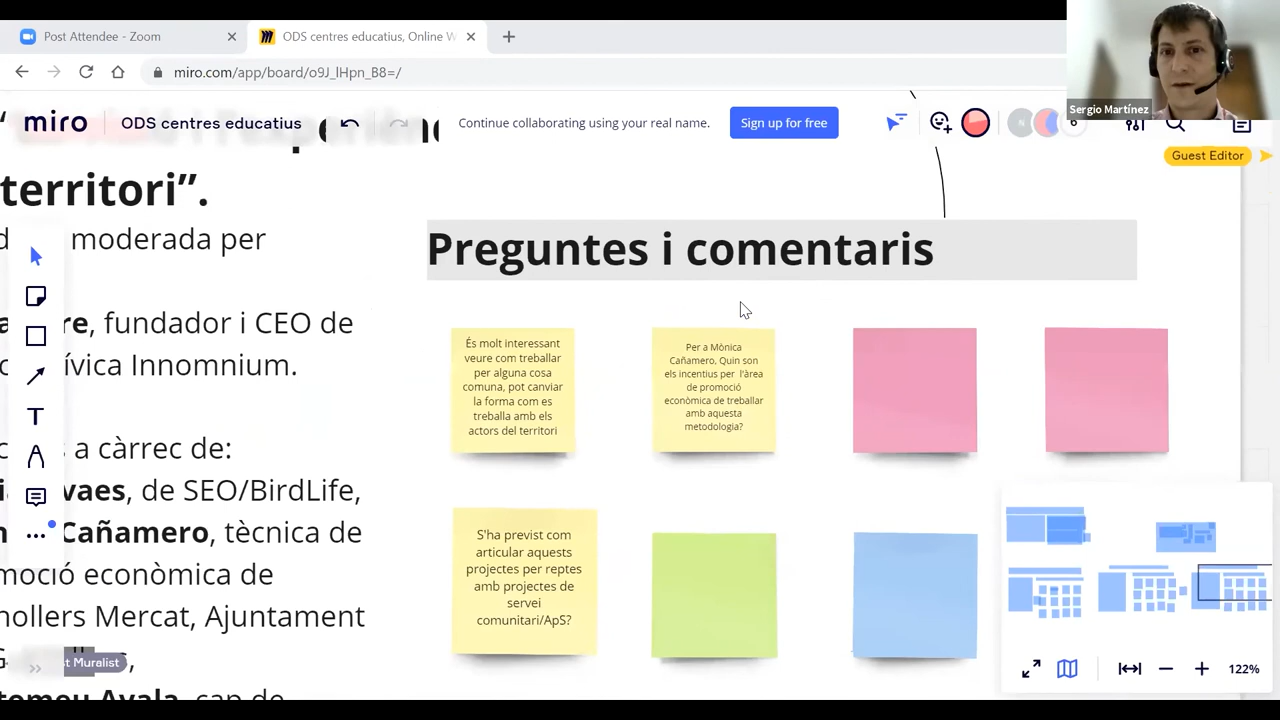 Post Attendee - Zoom
ODS centres educatius, Online W
miro.com/app/board/o9J_lHpn_B8=/
Sergio Martínez
miro
ODS centres educatius
Continue collaborating using your real name.
Sign up for free
6
Guest Editor
territori”.
moderada per
re, fundador i CEO de
ívica Innomnium.
a càrrec de:
vaes, de SEO/BirdLife,
Cañamero, tècnica de
moció econòmica de
nollers Mercat, Ajuntament
t Muralist
tomeu Ayala, cap de
Preguntes i comentaris
És molt interessant
veure com treballar
per alguna cosa
comuna, pot canviar
la forma com es
treballa amb els
actors del territori
Per a Mònica
Cañamero, Quin son
els incentius per l'àrea
de promoció
econòmica de treballar
amb aquesta
metodologia?
S'ha previst com
articular aquests
projectes per reptes
amb projectes de
servei
comunitari/ApS?
122%